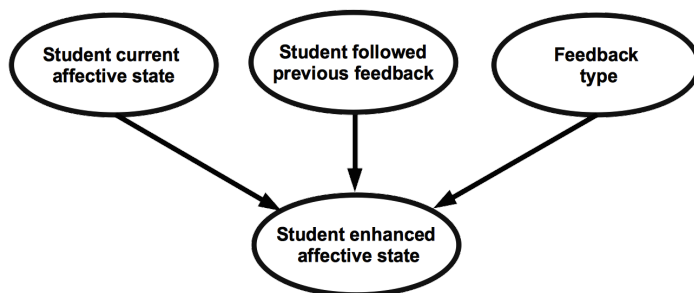 Student current
affective state
Student followed
previous feedback
Feedback
type
Student enhanced
affective state